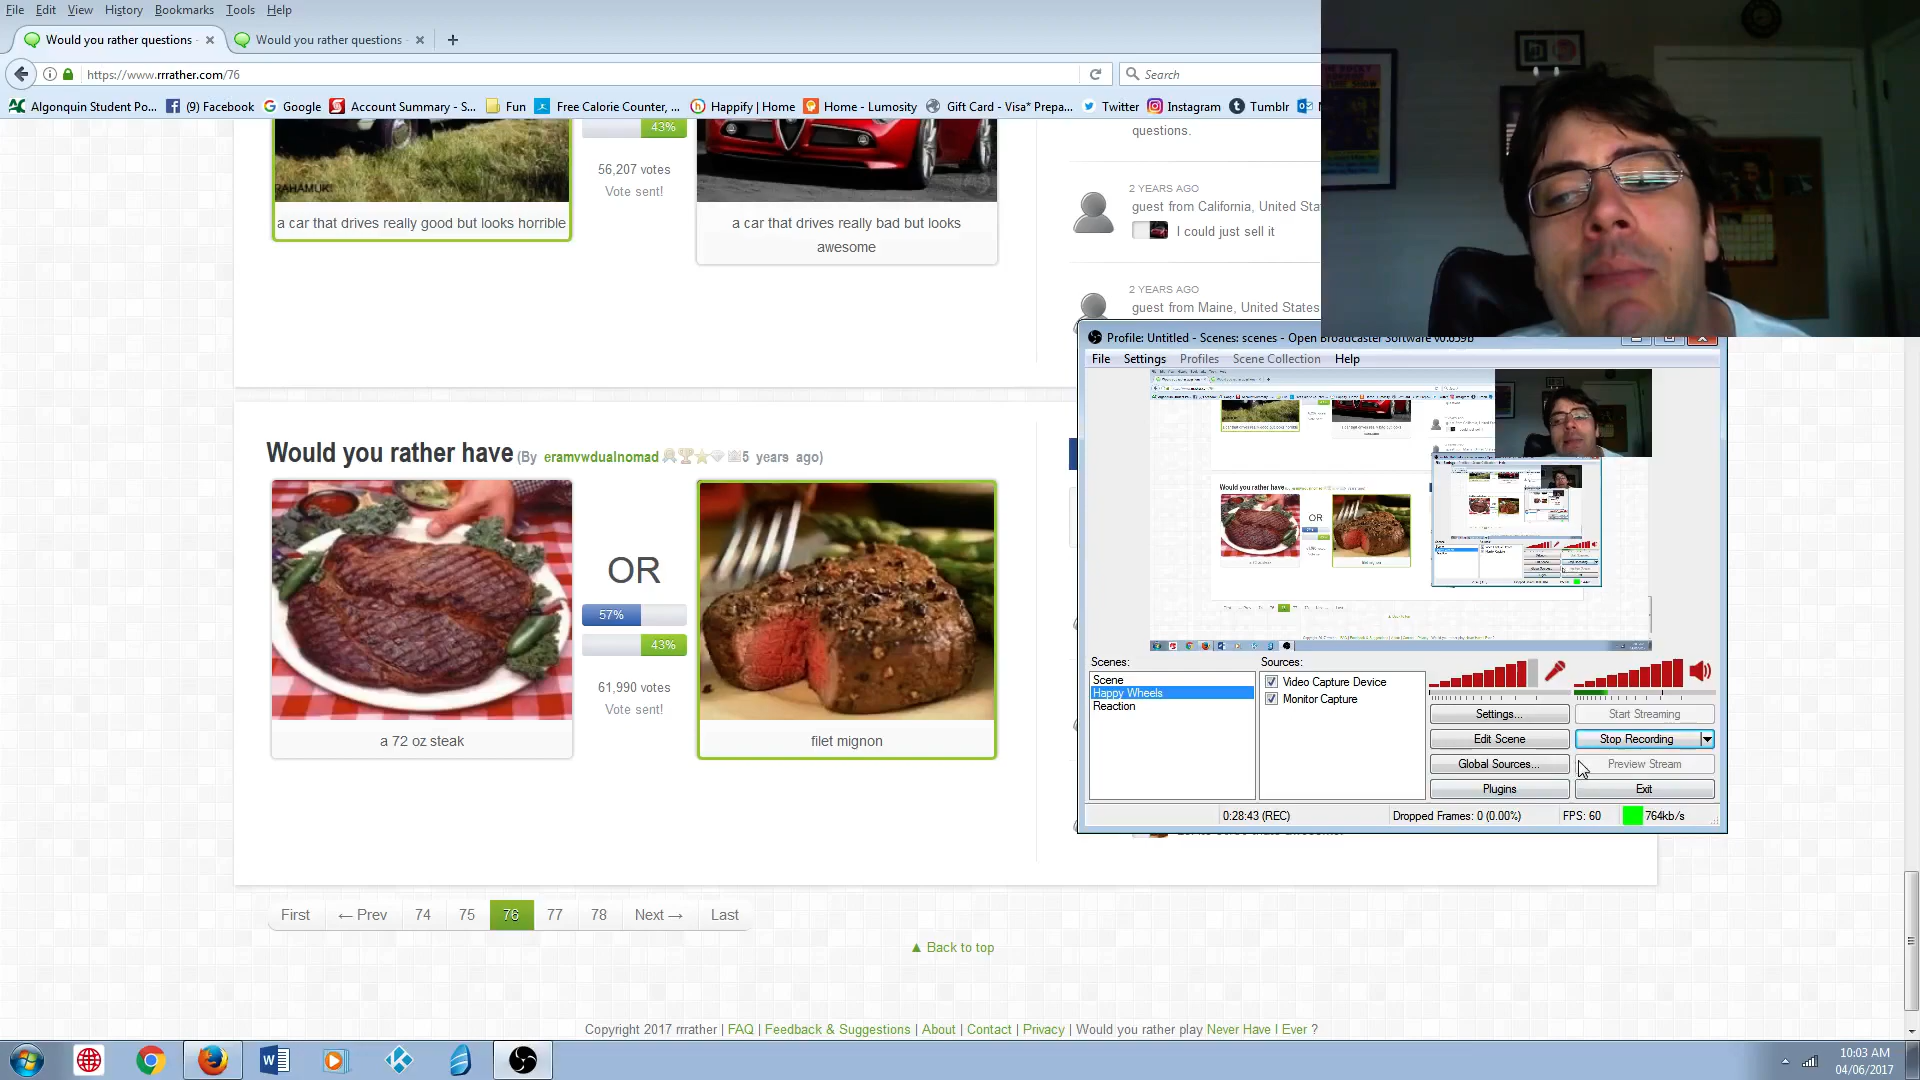 File Edit View History Bookmarks Tools Help
Would you rather questions -
Would you rather questions -
https://www.rrrather.com/76
Search
Algonquin Student Po...
(9) Facebook
Google
Account Summary - S...
Fun
Free Calorie Counter, ...
Happify | Home
Home - Lumosity
Gift Card - Visa* Prepa...
Twitter
Instagram
Tumblr
43%
56,207 votes
Vote sent!
a car that drives really good but looks horrible
a car that drives really bad but looks
awesome
questions.
2 YEARS AGO
guest from California, United Sta
I could just sell it
2 YEARS AGO
guest from Maine, United States
Would you rather have (By eramvwdualnomad 5 years ago)
OR
57%
43%
61,990 votes
Vote sent!
a 72 oz steak
filet mignon
First
← Prev
74
75
76
77
78
Next →
Last
▲ Back to top
Copyright 2017 rrrather | FAQ | Feedback & Suggestions | About | Contact | Privacy | Would you rather play Never Have I Ever ?
Profile: Untitled - Scenes: scenes - Open Broadcaster Software v0.659b
File Settings Profiles Scene Collection Help
Would you rather have
OR
Scenes:
Scene
Happy Wheels
Reaction
Sources:
Video Capture Device
Monitor Capture
Settings...
Start Streaming
Edit Scene
Stop Recording
Global Sources...
Preview Stream
Plugins
Exit
0:28:43 (REC)
Dropped Frames: 0 (0.00%)
FPS: 60
764kb/s
10:03 AM
04/06/2017